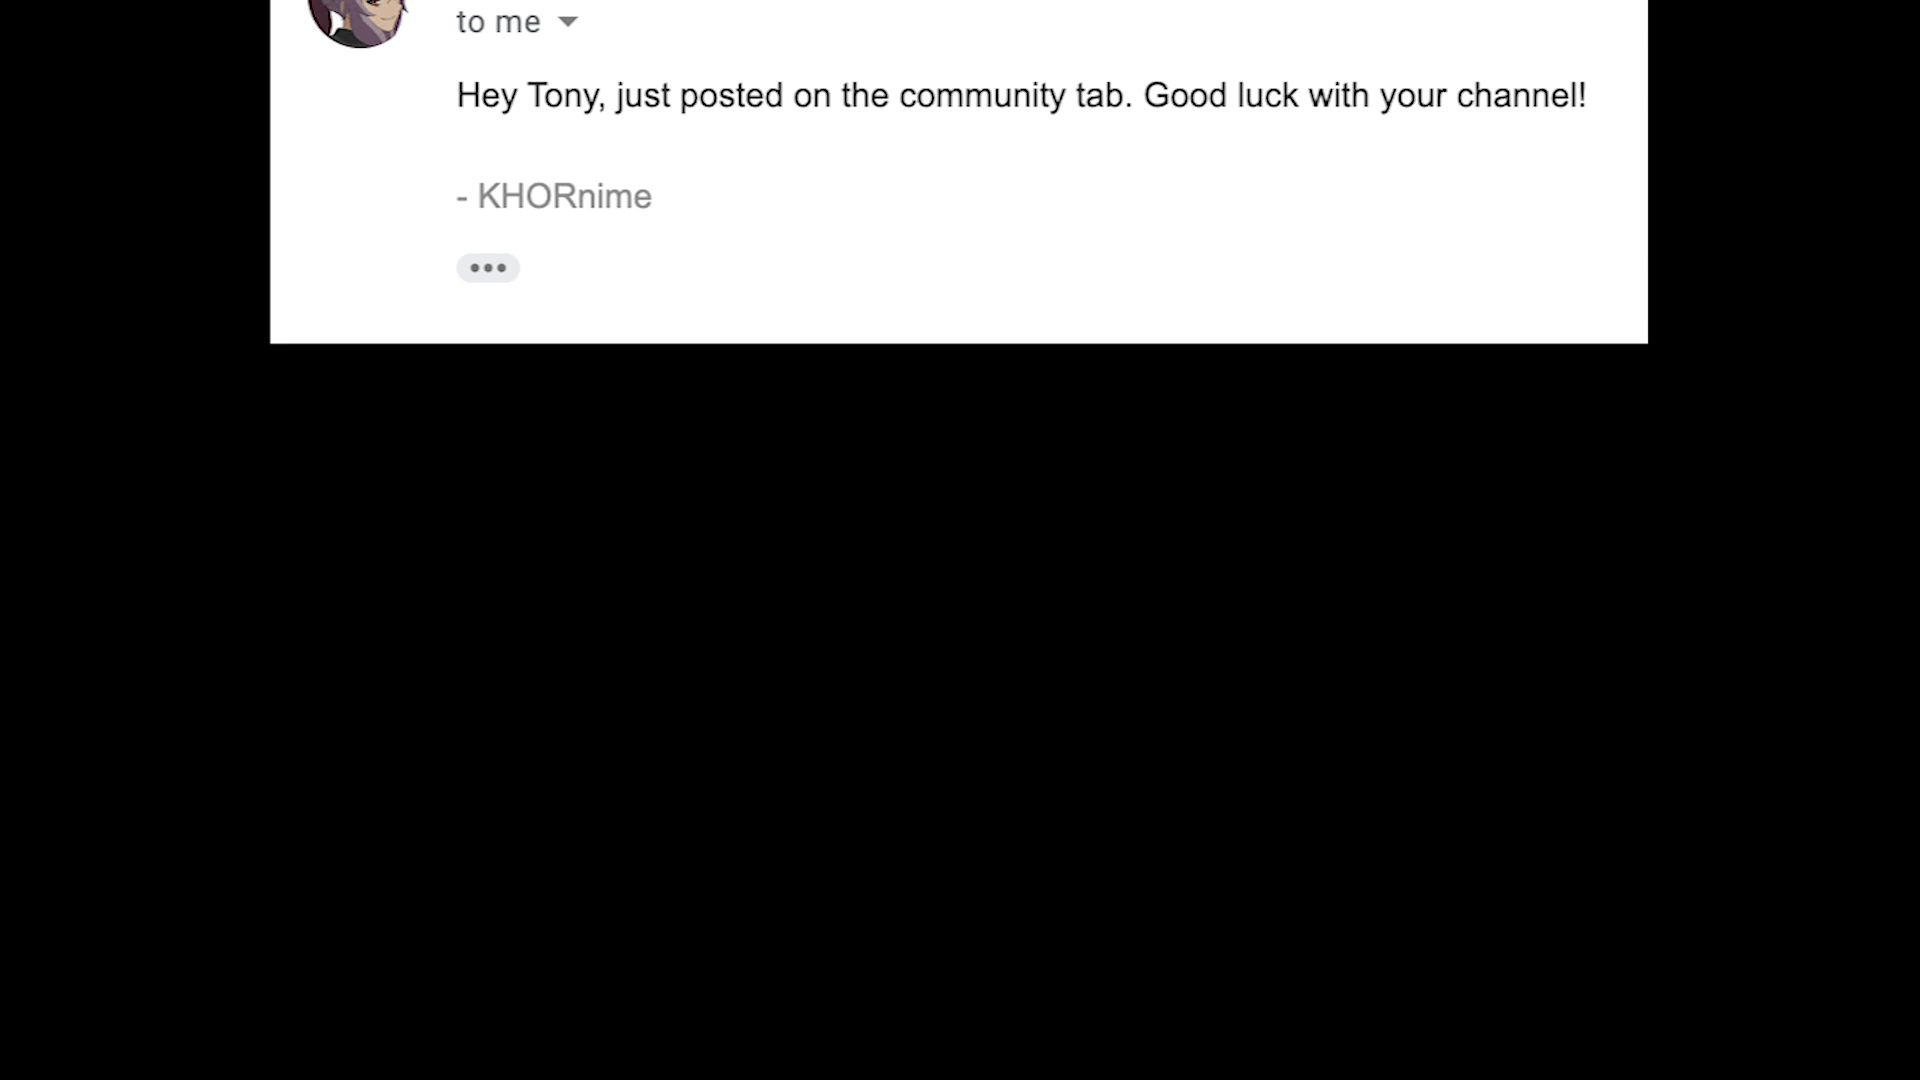 to me
Hey Tony, just posted on the community tab. Good luck with your channel!
- KHORnime